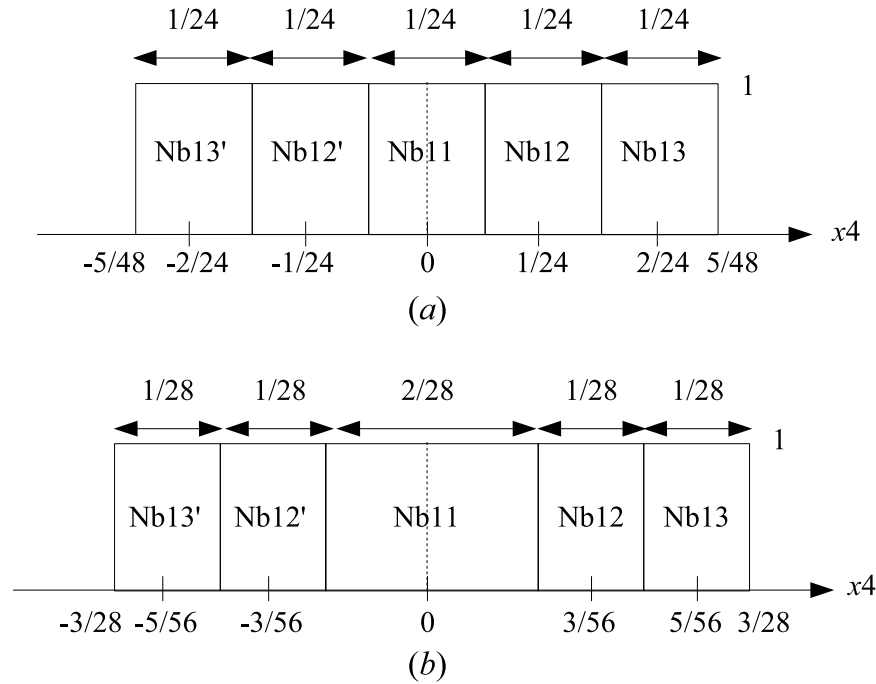 1/24 1/24 1/24 1/24 1/24
1
Nb13' Nb12' Nb11 Nb12 Nb13
x4
-5/48 -2/24 -1/24 0 1/24 2/24 5/48
(a)
1/28 1/28 2/28 1/28 1/28
1
Nb13' Nb12' Nb11 Nb12 Nb13
x4
-3/28 -5/56 -3/56 0 3/56 5/56 3/28
(b)